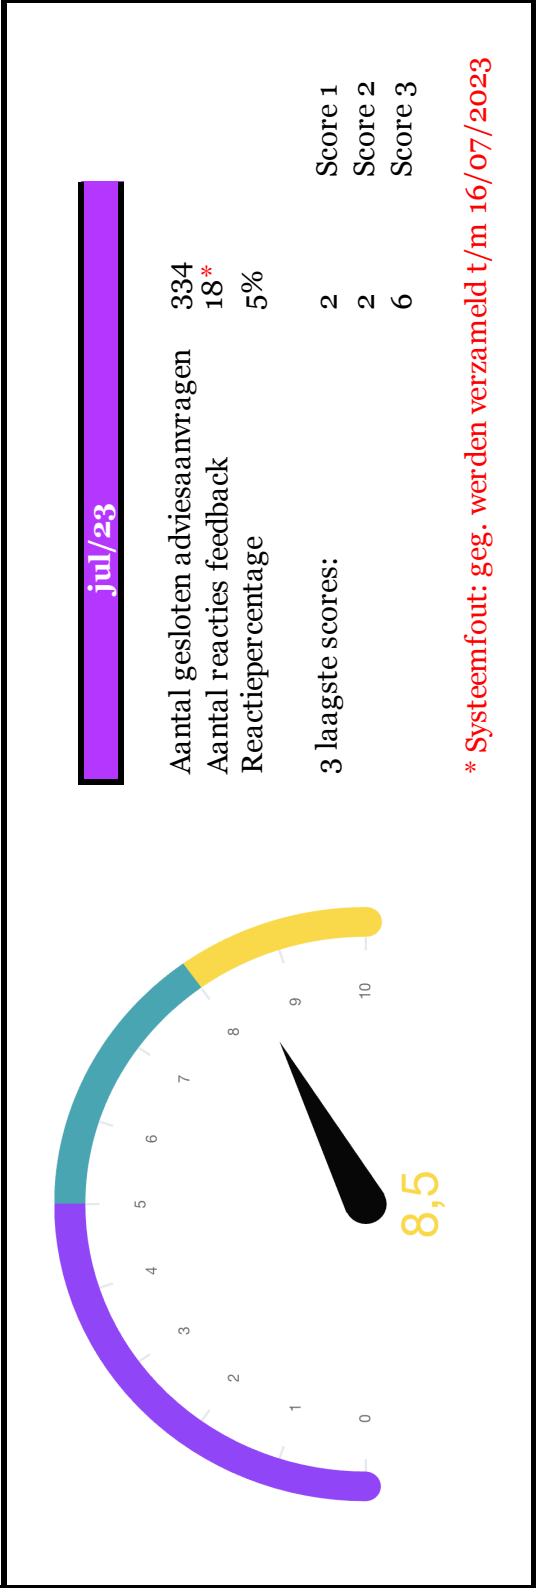 0
1
2
3
4
5
6
7
8
9
10
8,5
jul/23
Aantal gesloten adviesaanvragen 334
Aantal reacties feedback 18*
Reactiepercentage 5%
3 laagste scores: 2 Score 1
2 Score 2
6 Score 3
* Systeemfout: geg. werden verzameld t/m 16/07/2023